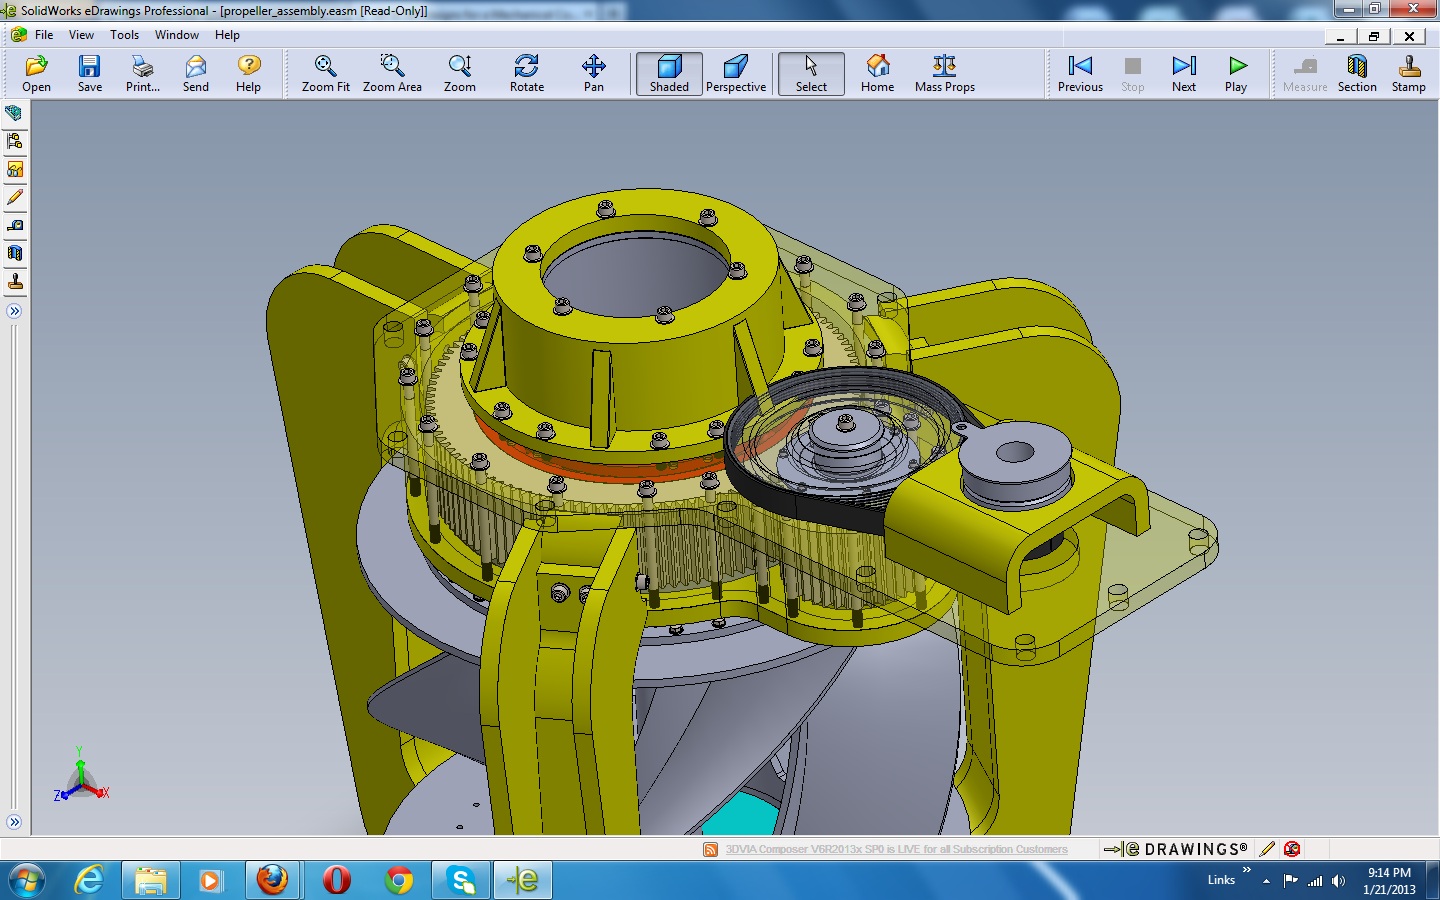 SolidWorks eDrawings Professional - [propeller_assembly.easm [Read-Only]]
File View Tools Window Help
Open Save Print... Send Help Zoom Fit Zoom Area Zoom Rotate Pan Shaded Perspective Select Home Mass Props Previous Stop Next Play Measure Section Stamp
Y
Z X
3DVIA Composer V6R2013x SP0 is LIVE for all Subscription Customers
e DRAWINGS®
Links
9:14 PM
1/21/2013